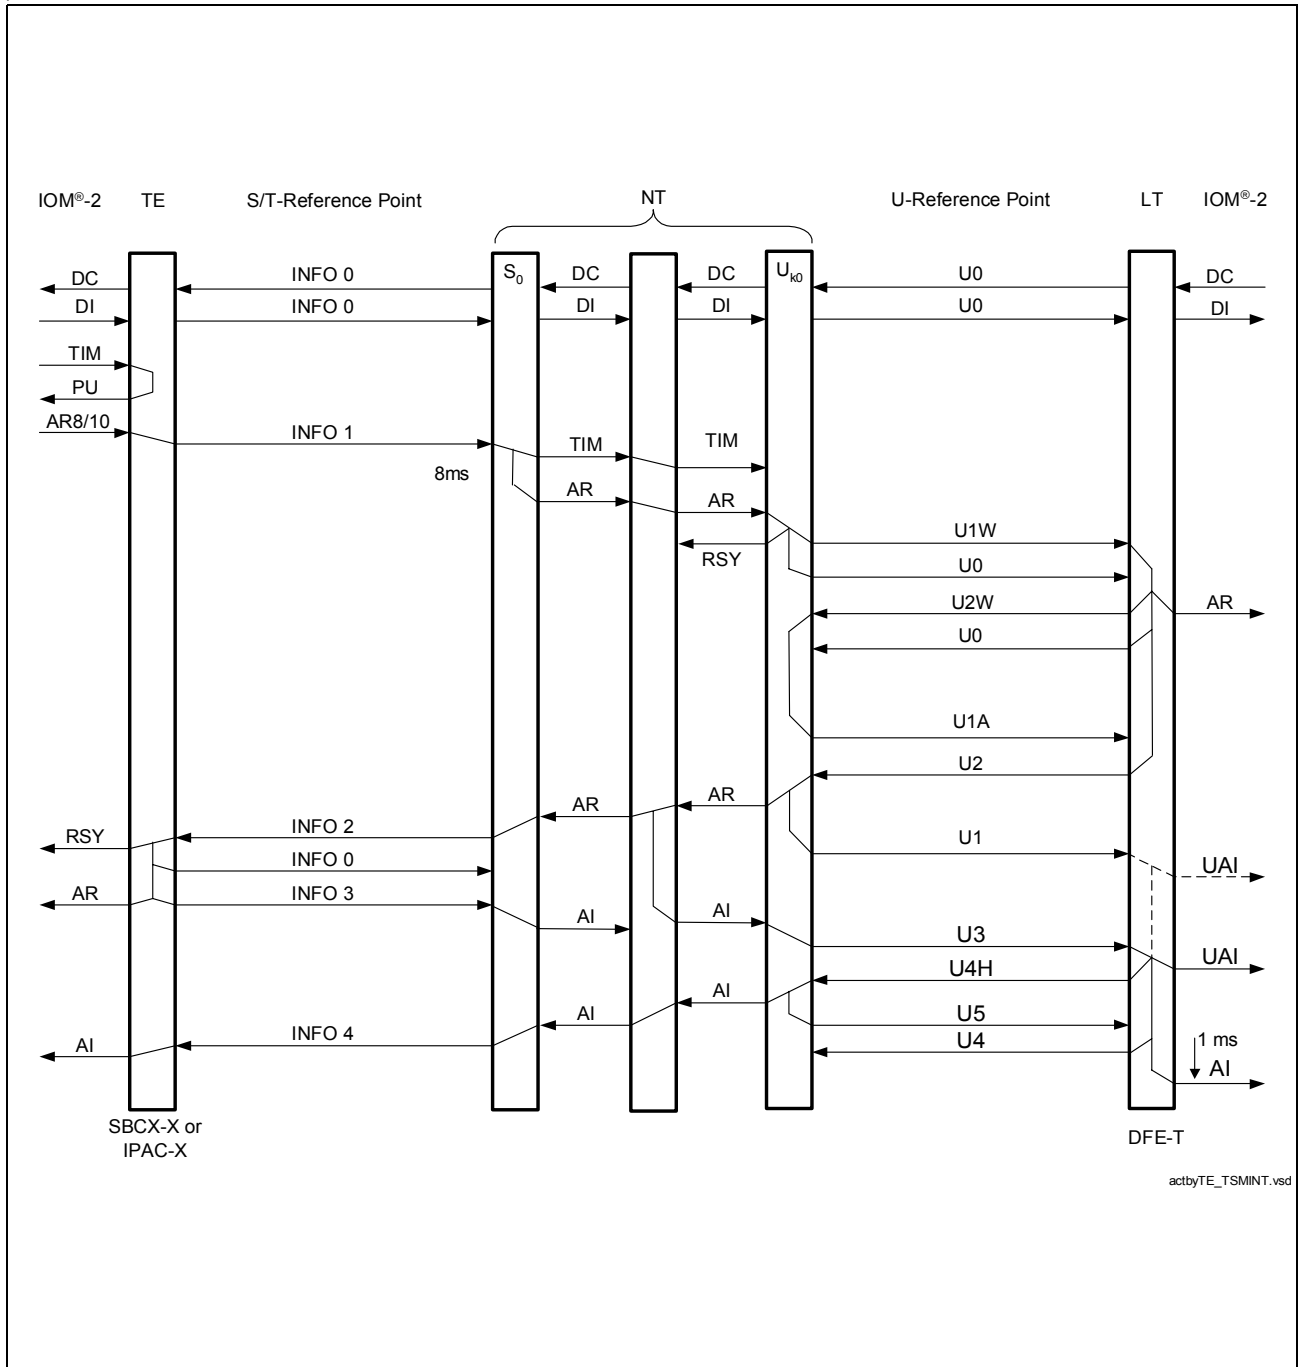 IOM®-2 TE S/T-Reference Point NT U-Reference Point LT IOM®-2
S0 Uk0
DC INFO 0 DC DC U0 DC
DI INFO 0 DI DI U0 DI
TIM
PU
AR8/10 INFO 1 TIM TIM
8ms
AR AR
U1W
RSY
U0
U2W AR
U0
U1A
U2
AR AR
RSY INFO 2
U1
INFO 0 UAI
AR INFO 3
AI AI
U3
UAI
U4H
AI
AI U5
INFO 4 U4 1 ms
AI AI
SBCX-X or
IPAC-X
DFE-T
actbyTE_TSMINT.vsd